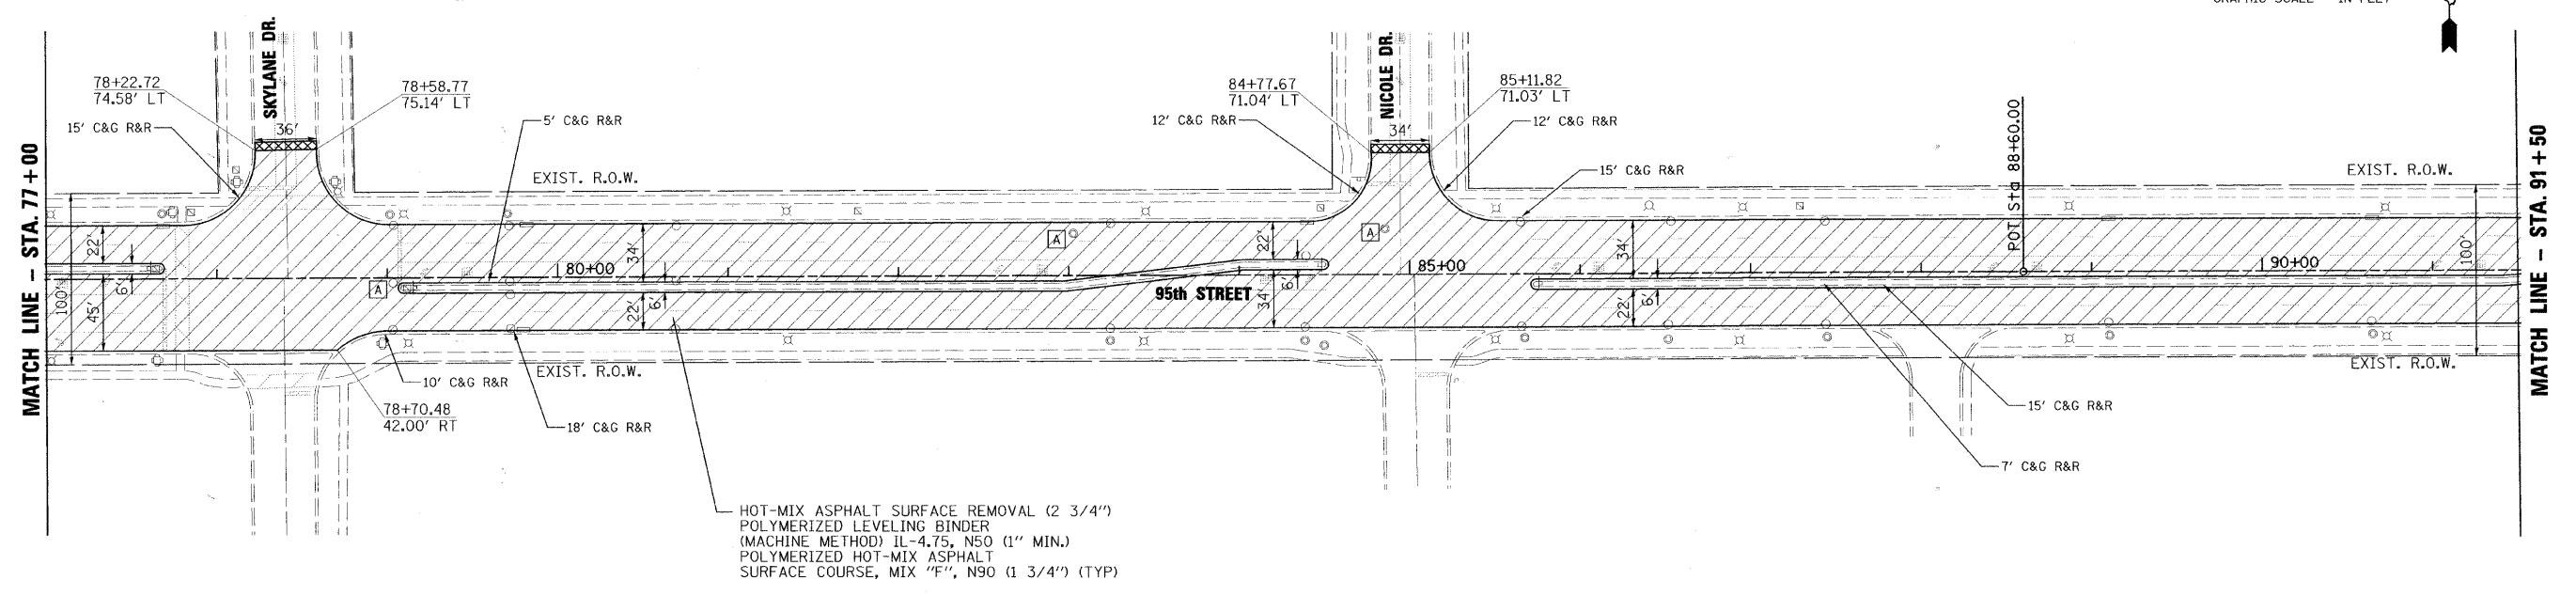 GRAPHIC SCALE IN FEET
SKYLANE DR.
NICOLE DR.
78+22.72
74.58' LT
78+58.77
75.14' LT
84+77.67
71.04' LT
85+11.82
71.03' LT
15' C&G R&R
36'
5' C&G R&R
12' C&G R&R
34'
12' C&G R&R
POT Sta 88+60.00
EXIST. R.O.W.
15' C&G R&R
EXIST. R.O.W.
MATCH LINE - STA. 77+00
MATCH LINE - STA. 91+50
100'
22'
6'
45'
A
80+00
34'
22'
6'
A
22'
6'
34'
95th STREET
A
85+00
34'
22'
6'
90+00
100'
10' C&G R&R
EXIST. R.O.W.
EXIST. R.O.W.
78+70.48
42.00' RT
18' C&G R&R
15' C&G R&R
7' C&G R&R
HOT-MIX ASPHALT SURFACE REMOVAL (2 3/4")
POLYMERIZED LEVELING BINDER
(MACHINE METHOD) IL-4.75, N50 (1" MIN.)
POLYMERIZED HOT-MIX ASPHALT
SURFACE COURSE, MIX "F", N90 (1 3/4") (TYP)